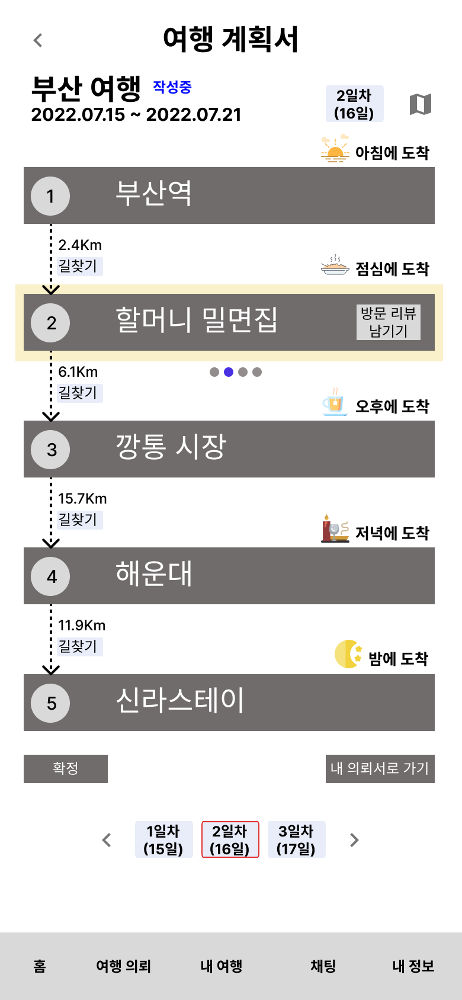 여행 계획서
부산 여행 작성중
2022.07.15 ~ 2022.07.21
2일차
(16일)
아침에 도착
1 부산역
2.4Km
길찾기
점심에 도착
2 할머니 밀면집
방문 리뷰
남기기
6.1Km
길찾기
오후에 도착
3 깡통 시장
15.7Km
길찾기
저녁에 도착
4 해운대
11.9Km
길찾기
밤에 도착
5 신라스테이
확정
내 의뢰서로 가기
1일차
(15일)
2일차
(16일)
3일차
(17일)
홈 여행 의뢰 내 여행 채팅 내 정보